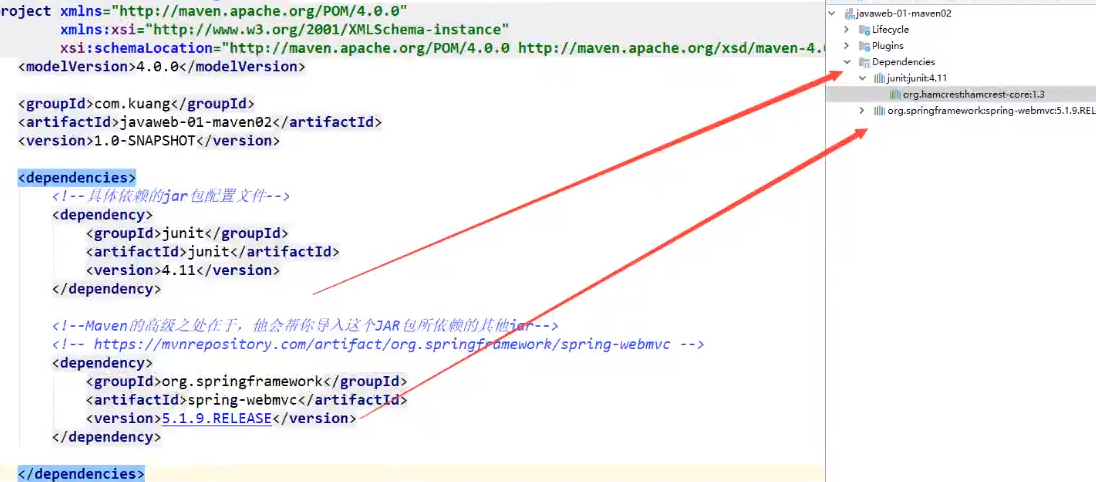 roject xmlns="http://maven.apache.org/POM/4.0.0"
xmlns:xsi="http://www.w3.org/2001/XMLSchema-instance"
xsi:schemaLocation="http://maven.apache.org/POM/4.0.0 http://maven.apache.org/xsd/maven-4.0
<modelVersion>4.0.0</modelVersion>
<groupId>com.kuang</groupId>
<artifactId>javaweb-01-maven02</artifactId>
<version>1.0-SNAPSHOT</version>
<dependencies>
<!--具体依赖的jar包配置文件-->
<dependency>
<groupId>junit</groupId>
<artifactId>junit</artifactId>
<version>4.11</version>
</dependency>
<!--Maven的高级之处在于，他会帮你导入这个JAR包所依赖的其他jar-->
<!-- https://mvnrepository.com/artifact/org.springframework/spring-webmvc -->
<dependency>
<groupId>org.springframework</groupId>
<artifactId>spring-webmvc</artifactId>
<version>5.1.9.RELEASE</version>
</dependency>
</dependencies>
javaweb-01-maven02
Lifecycle
Plugins
Dependencies
junit:junit:4.11
org.hamcrest:hamcrest-core:1.3
org.springframework:spring-webmvc:5.1.9.REL